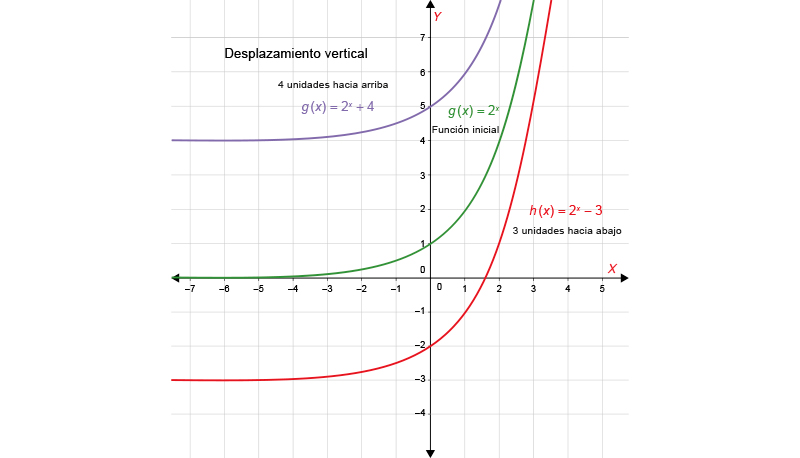 Y
7
Desplazamiento vertical
6
4 unidades hacia arriba
g(x) = 2ˣ + 4
5
g(x) = 2ˣ
Función inicial
4
3
2
h(x) = 2ˣ – 3
3 unidades hacia abajo
1
0
X
–7 –6 –5 –4 –3 –2 –1 0 1 2 3 4 5
–1
–2
–3
–4